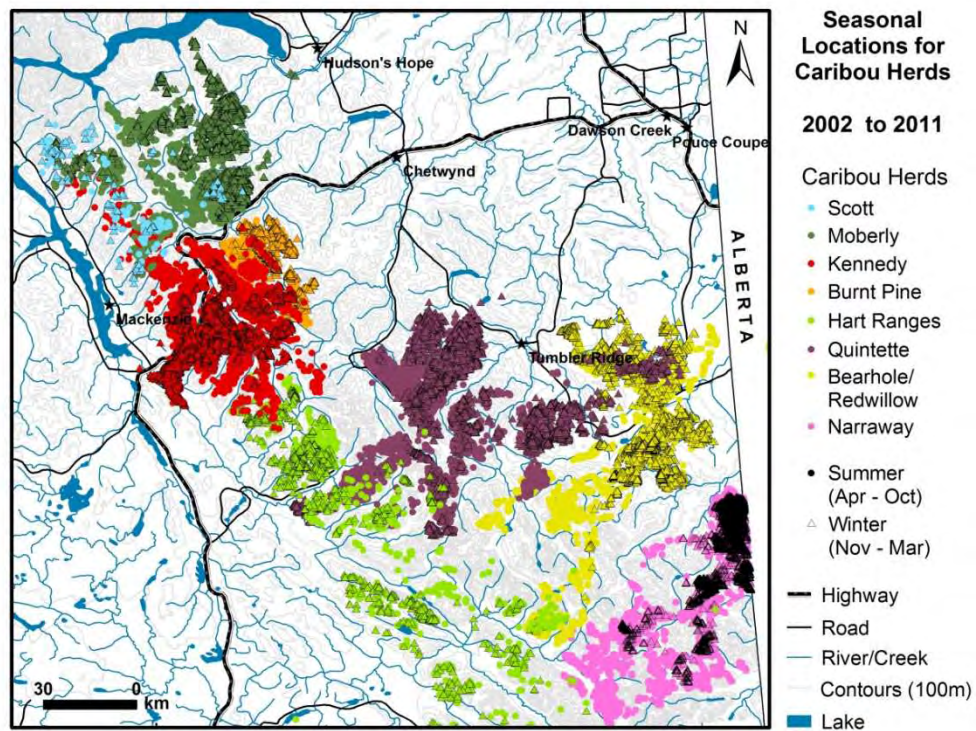 N
Hudson's Hope
Dawson Creek
Pouce Coupe
Chetwynd
ALBERTA
Mackenzie
Tumbler Ridge
30 0 km
Seasonal
Locations for
Caribou Herds
2002 to 2011
Caribou Herds
Scott
Moberly
Kennedy
Burnt Pine
Hart Ranges
Quintette
Bearhole/
Redwillow
Narraway
Summer
(Apr - Oct)
Winter
(Nov - Mar)
Highway
Road
River/Creek
Contours (100m)
Lake